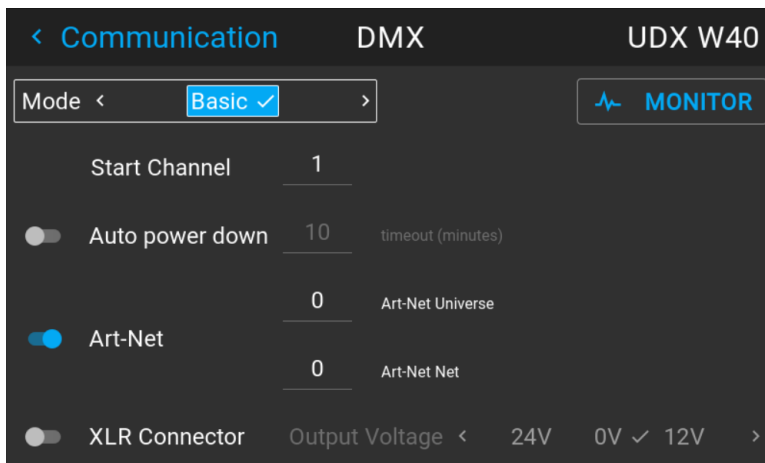 Communication DMX UDX W40
Mode Basic MONITOR
Start Channel 1
Auto power down 10 timeout (minutes)
0 Art-Net Universe
Art-Net
0 Art-Net Net
XLR Connector Output Voltage 24V 0V 12V